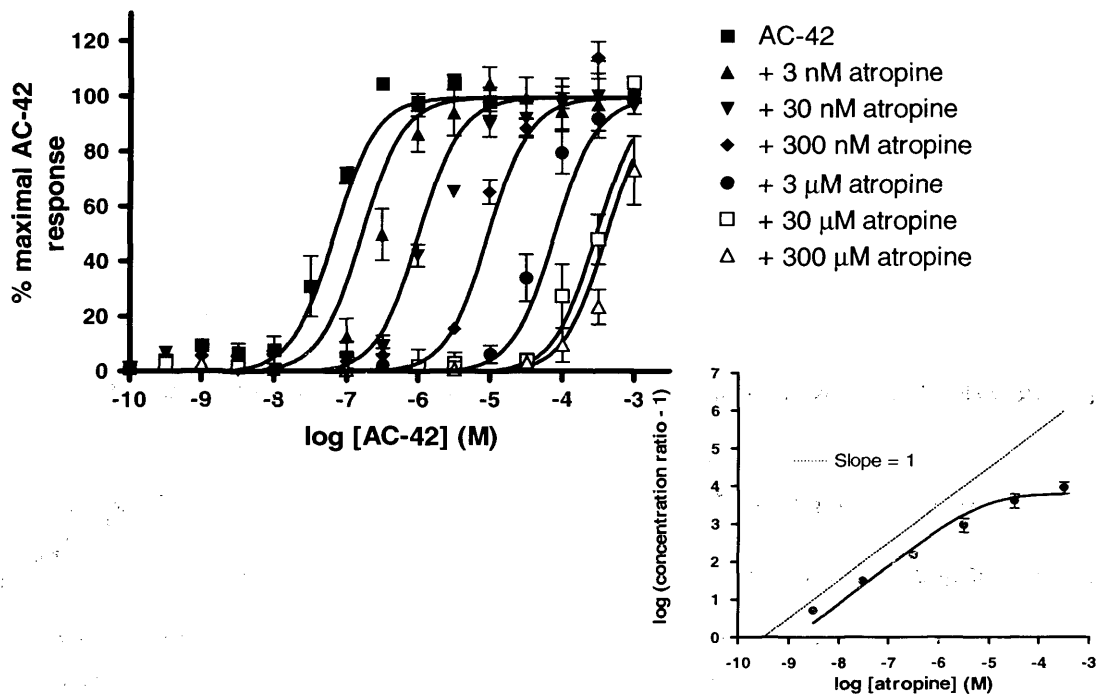 120
100
80
60
40
20
0
% maximal AC-42
response
-10 -9 -8 -7 -6 -5 -4 -3
log [AC-42] (M)
AC-42
+ 3 nM atropine
+ 30 nM atropine
+ 300 nM atropine
+ 3 μM atropine
+ 30 μM atropine
+ 300 μM atropine
7
6
5
4
3
2
1
0
log (concentration ratio - 1)
Slope = 1
-10 -9 -8 -7 -6 -5 -4 -3
log [atropine] (M)